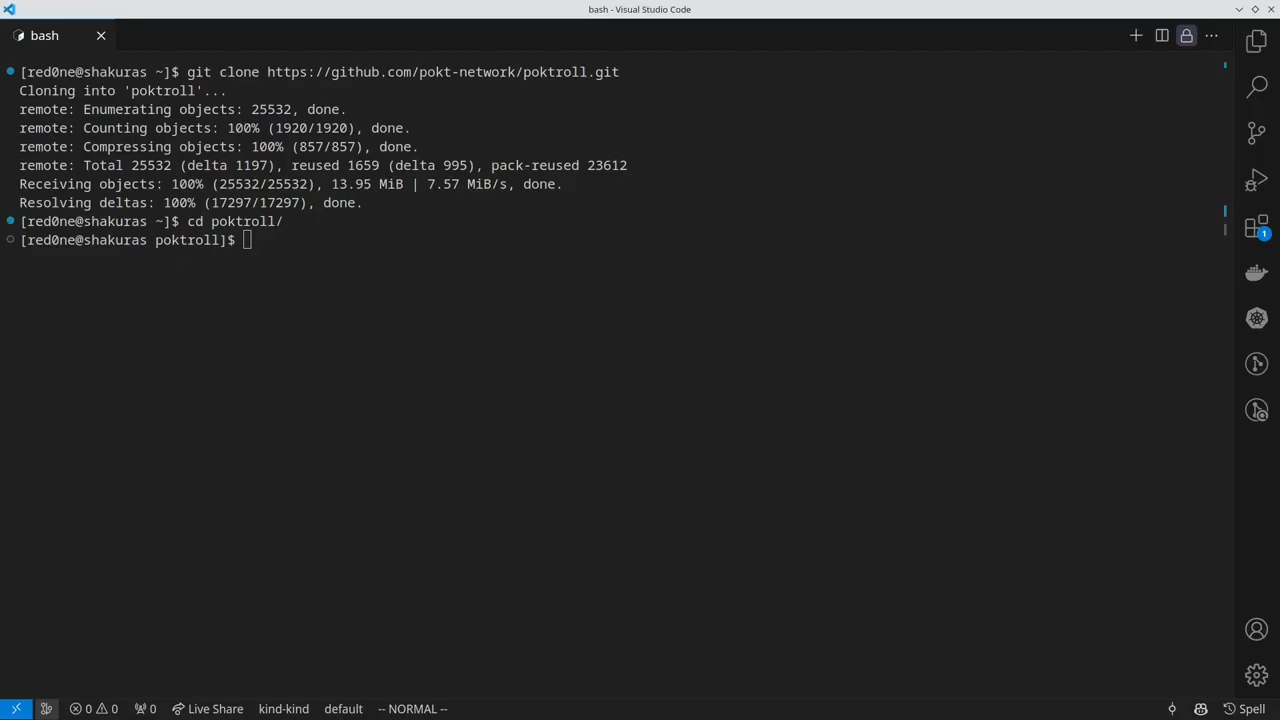 bash - Visual Studio Code
bash
[red0ne@shakuras ~]$ git clone https://github.com/pokt-network/poktroll.git
Cloning into 'poktroll'...
remote: Enumerating objects: 25532, done.
remote: Counting objects: 100% (1920/1920), done.
remote: Compressing objects: 100% (857/857), done.
remote: Total 25532 (delta 1197), reused 1659 (delta 995), pack-reused 23612
Receiving objects: 100% (25532/25532), 13.95 MiB | 7.57 MiB/s, done.
Resolving deltas: 100% (17297/17297), done.
[red0ne@shakuras ~]$ cd poktroll/
[red0ne@shakuras poktroll]$
1
0 0 0 Live Share kind-kind default -- NORMAL -- Spell